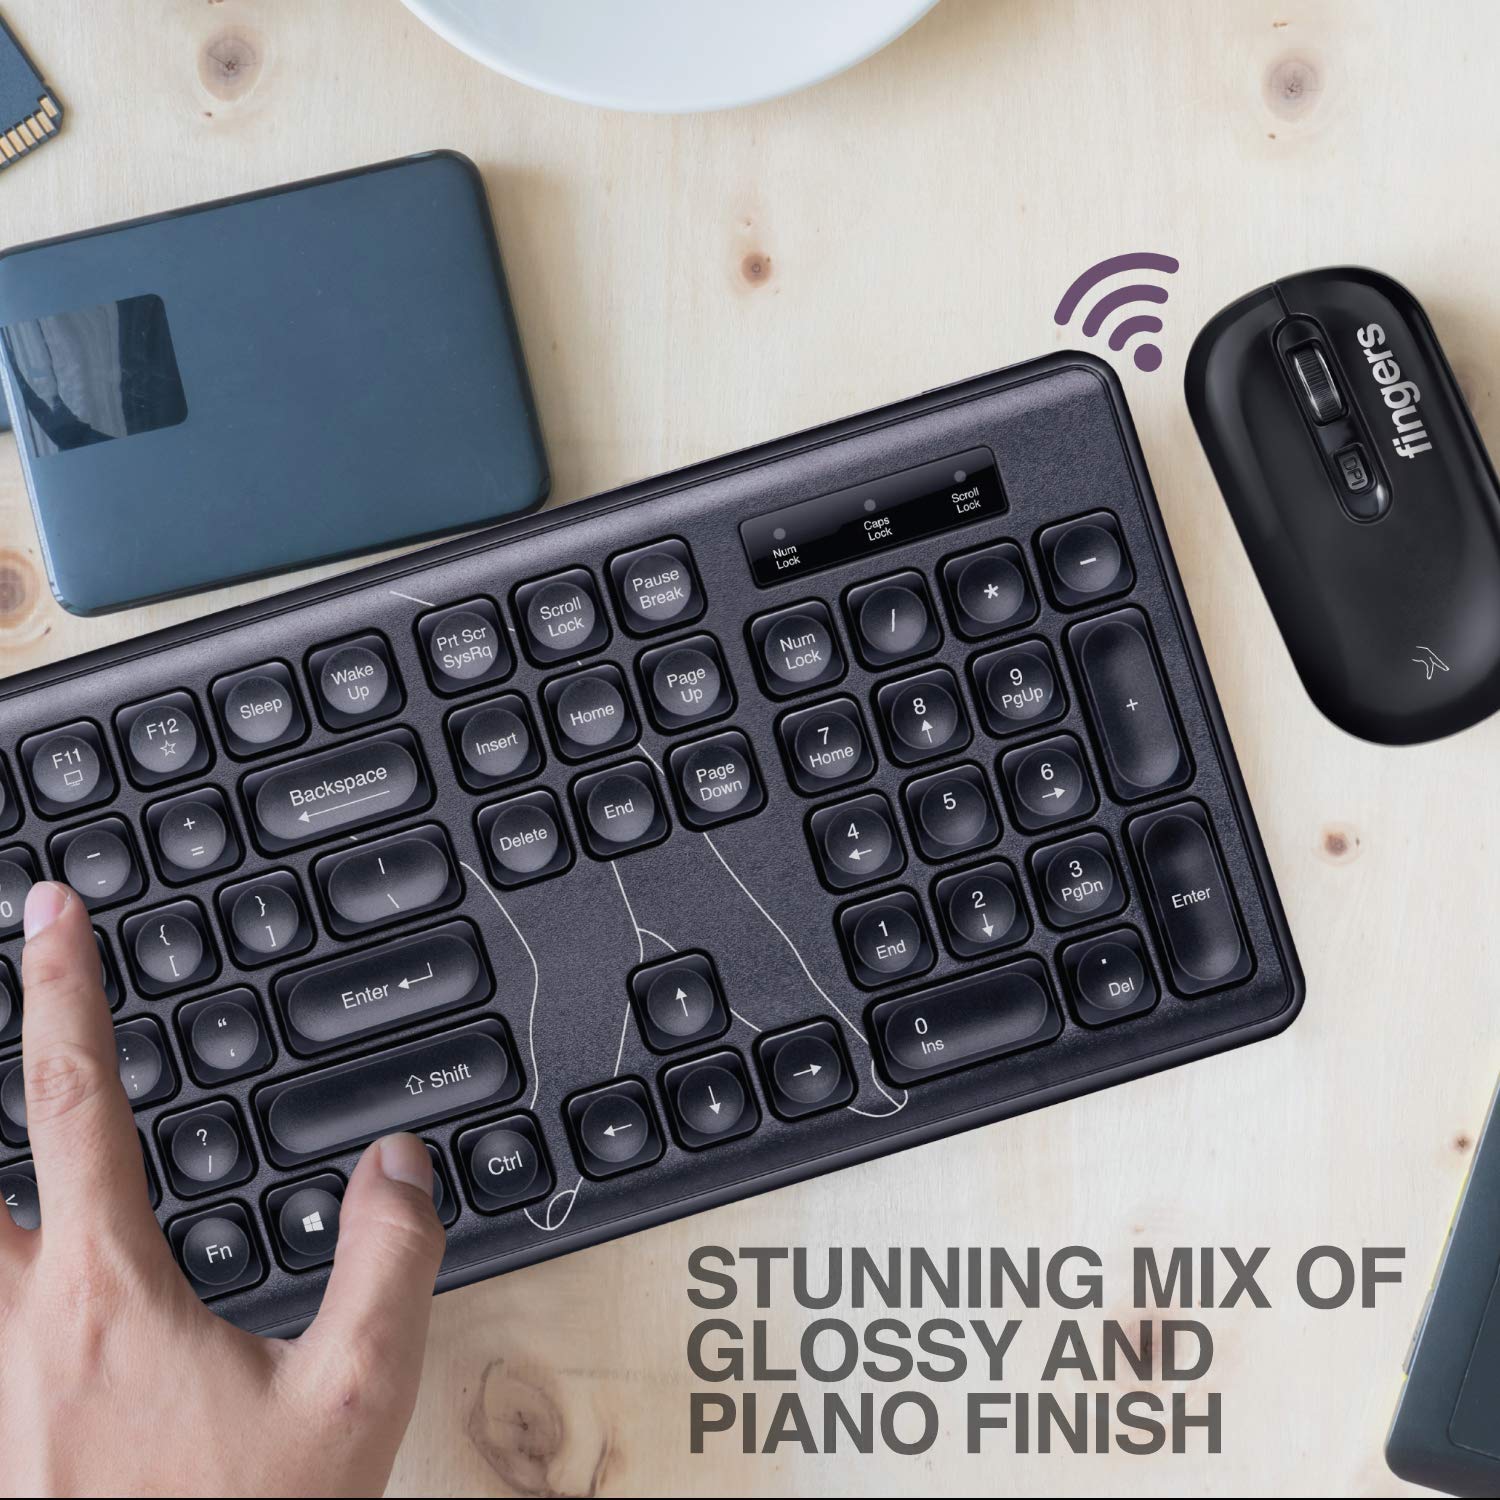 fingers
DPI
Num
Lock
Caps
Lock
Scroll
Lock
Prt Scr
SysRq
Scroll
Lock
Pause
Break
F11
F12
Sleep
Wake
Up
Insert
Home
Page
Up
Num
Lock
/
*
-
_
-
+
=
Backspace
Delete
End
Page
Down
7
Home
8
9
PgUp
+
0
{
[
}
]
|
\
4
5
6
:
;
“
‘
Enter
1
End
2
3
PgDn
Enter
?
/
Shift
0
Ins
.
Del
<
Fn
Ctrl
STUNNING MIX OF
GLOSSY AND
PIANO FINISH